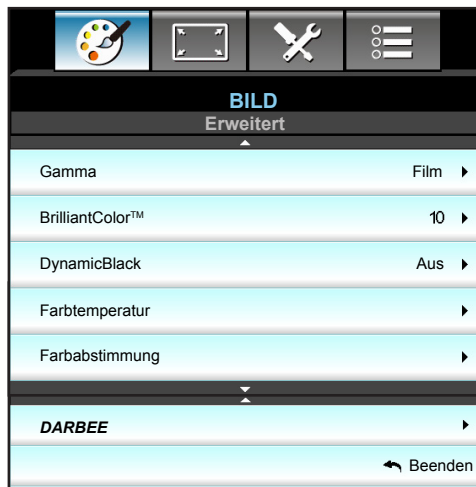 BILD
Erweitert
Gamma Film
BrilliantColor™ 10
DynamicBlack Aus
Farbtemperatur
Farbabstimmung
DARBEE
Beenden